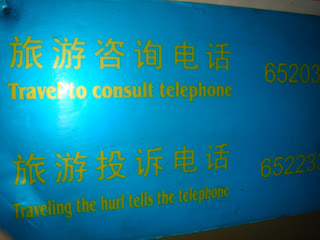 旅游咨询电话 65203
Travel to consult telephone
旅游投诉电话 652232
Traveling the hurl tells the telephone